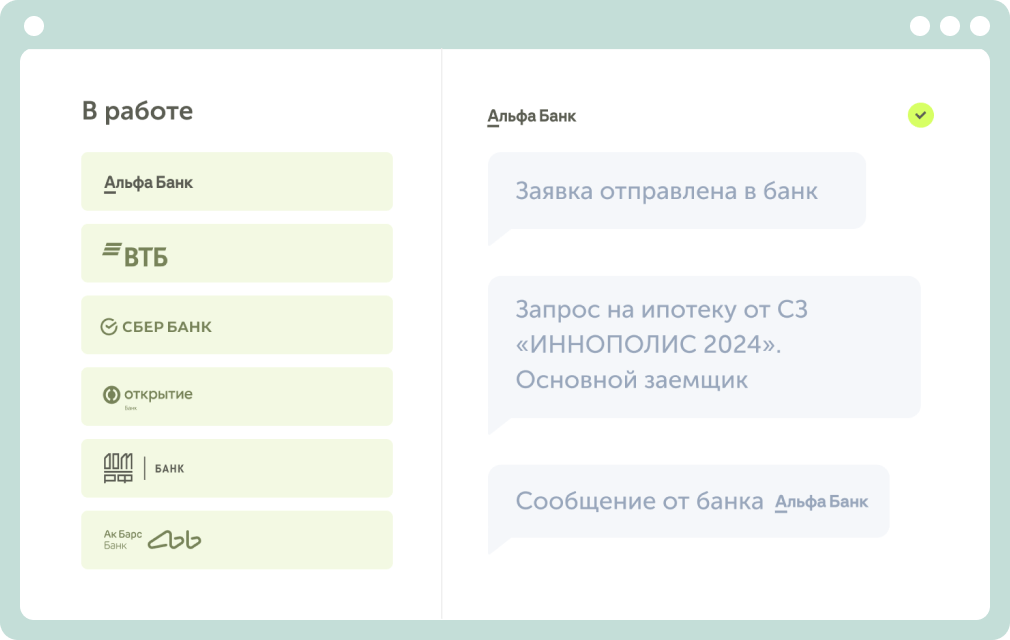 В работе
Альфа Банк
ВТБ
СБЕР БАНК
открытие
Банк
ДОМ
РФ
БАНК
Ак Барс
Банк
Альфа Банк
Заявка отправлена в банк
Запрос на ипотеку от СЗ
«ИННОПОЛИС 2024».
Основной заемщик
Сообщение от банка Альфа Банк